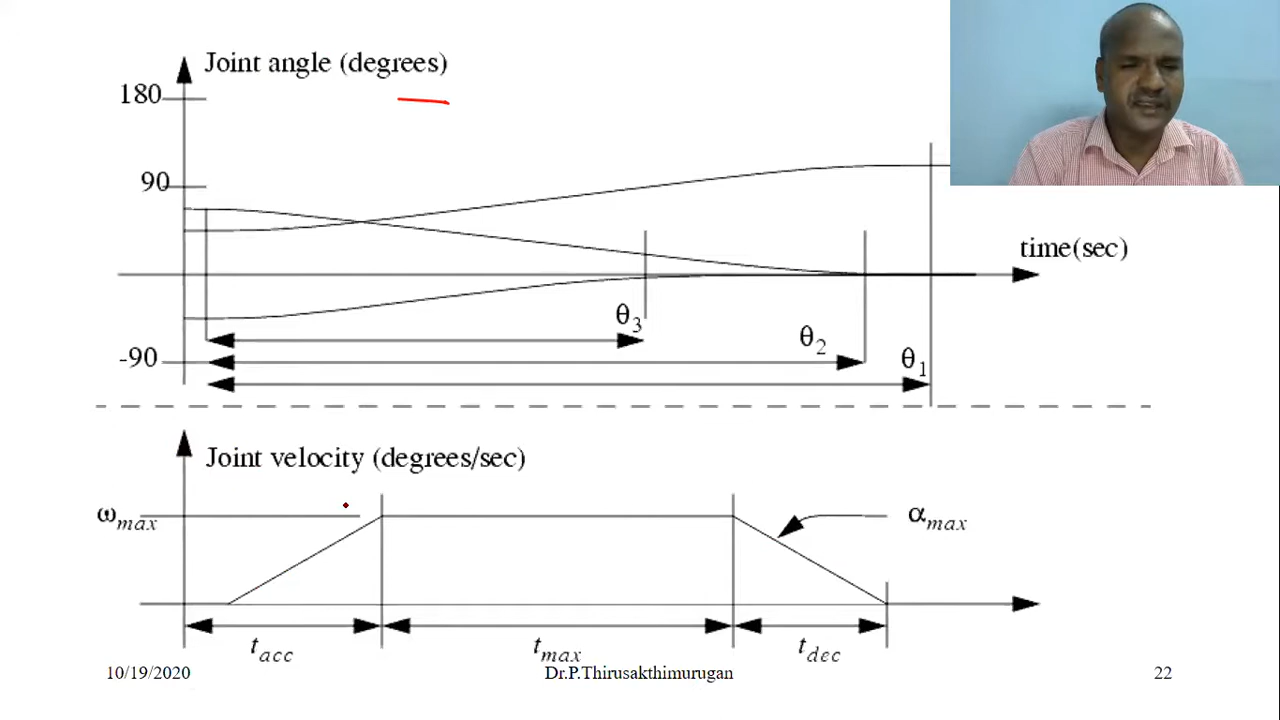 Joint angle (degrees)
180
90
time(sec)
θ3
θ2
-90
θ1
Joint velocity (degrees/sec)
ωmax
αmax
tacc
tmax
tdec
10/19/2020
Dr.P.Thirusakthimurugan
22